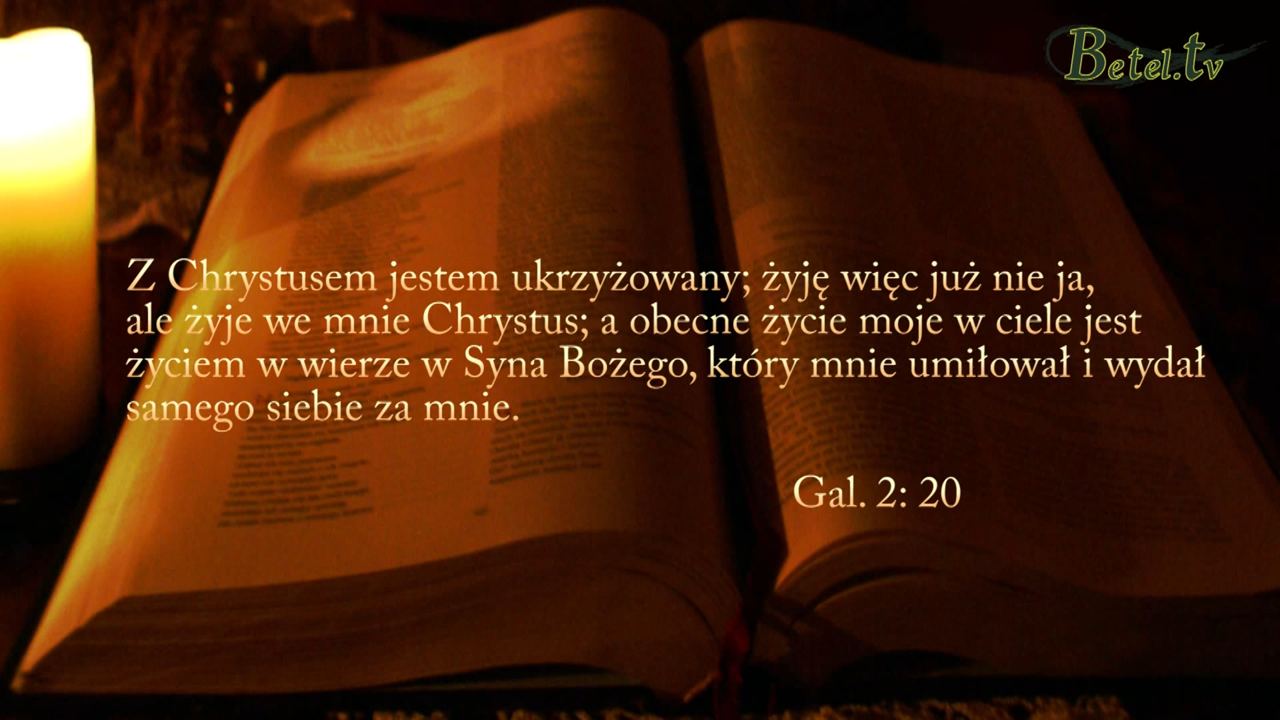 Betel.tv
Z Chrystusem jestem ukrzyżowany; żyję więc już nie ja,
ale żyje we mnie Chrystus; a obecne życie moje w ciele jest
życiem w wierze w Syna Bożego, który mnie umiłował i wydał
samego siebie za mnie.
Gal. 2: 20